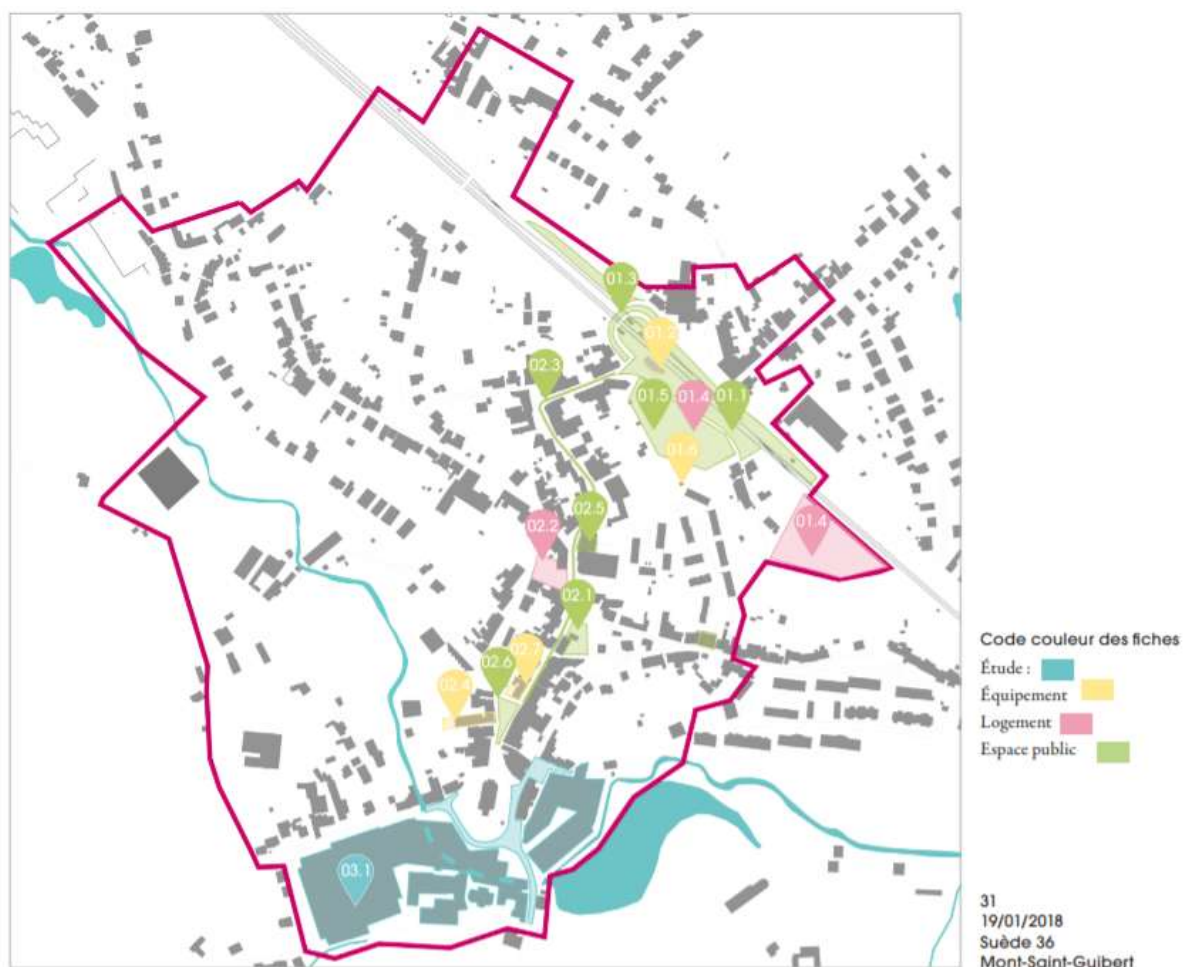 01.3
01.2
02.3
01.5
01.4
01.1
01.6
02.5
01.4
02.2
02.1
02.7
02.6
02.4
03.1
Code couleur des fiches
Étude :
Équipement
Logement
Espace public
31
19/01/2018
Suède 36
Mont-Saint-Guibert